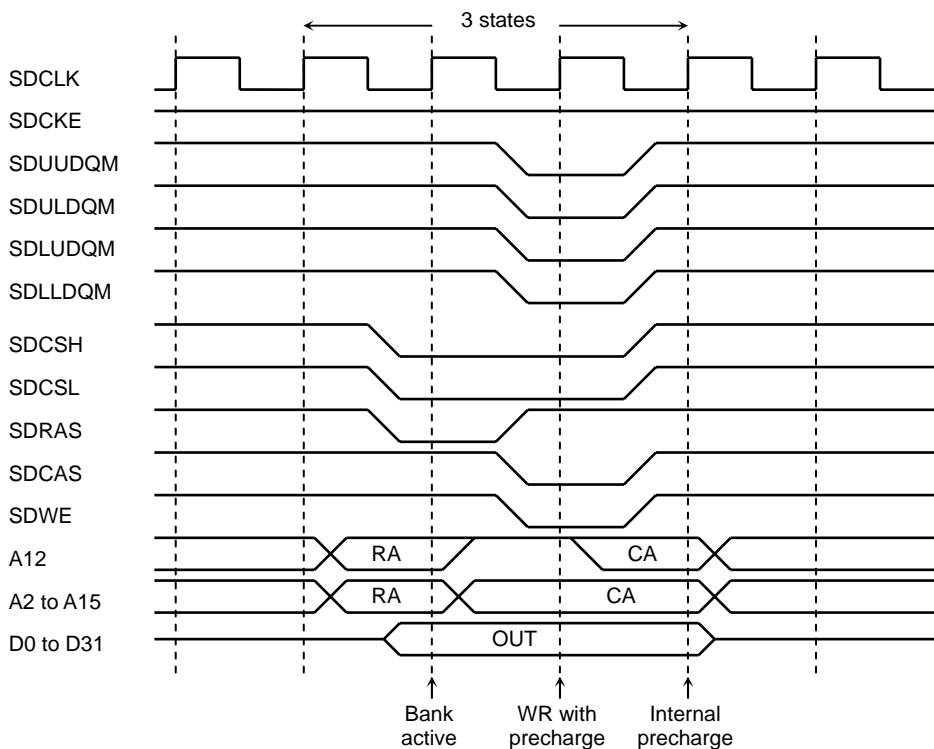 3 states
SDCLK
SDCKE
SDUUDQM
SDULDQM
SDLUDQM
SDLLDQM
SDCSH
SDCSL
SDRAS
SDCAS
SDWE
A12 RA CA
A2 to A15 RA CA
D0 to D31 OUT
Bank active
WR with precharge
Internal precharge